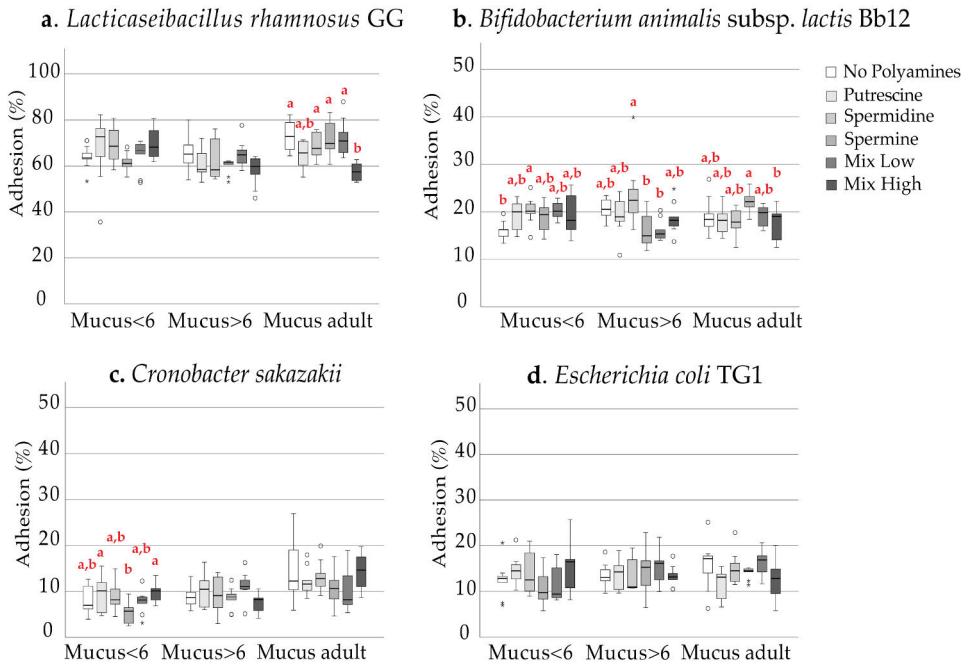 a. Lacticaseibacillus rhamnosus GG
Adhesion (%)
100
80
60
40
20
0
a
a,b
a
a
a
b
Mucus<6 Mucus>6 Mucus adult
b. Bifidobacterium animalis subsp. lactis Bb12
Adhesion (%)
50
40
30
20
10
0
b
a,b
a
a,b
a,b
a,b
a,b
a,b
a
b
b
a,b
a,b
a,b
a,b
a
a,b
b
Mucus<6 Mucus>6 Mucus adult
No Polyamines
Putrescine
Spermidine
Spermine
Mix Low
Mix High
c. Cronobacter sakazakii
Adhesion (%)
50
40
30
20
10
0
a,b
a
a,b
b
a,b
a
Mucus<6 Mucus>6 Mucus adult
d. Escherichia coli TG1
Adhesion (%)
50
40
30
20
10
0
Mucus<6 Mucus>6 Mucus adult